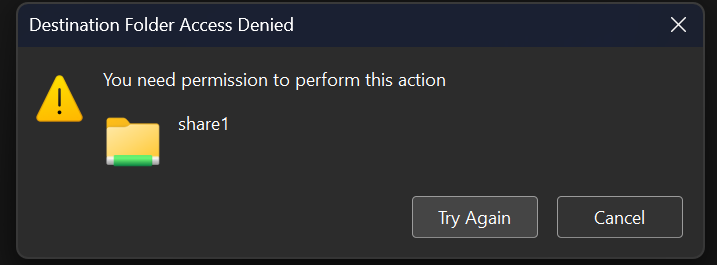 Destination Folder Access Denied
You need permission to perform this action
share1
Try Again
Cancel